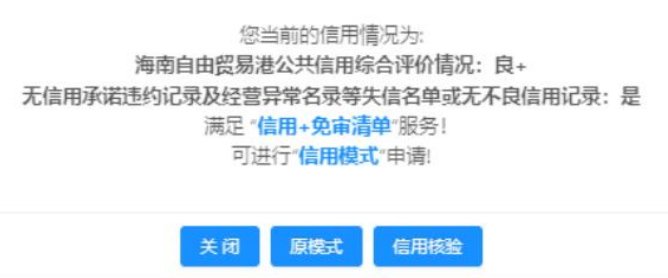 您当前的信用情况为:
海南自由贸易港公共信用综合评价情况：良+
无信用承诺违约记录及经营异常名录等失信名单或无不良信用记录：是
满足 “信用+免审清单”服务！
可进行“信用模式”申请!
关 闭
原模式
信用核验